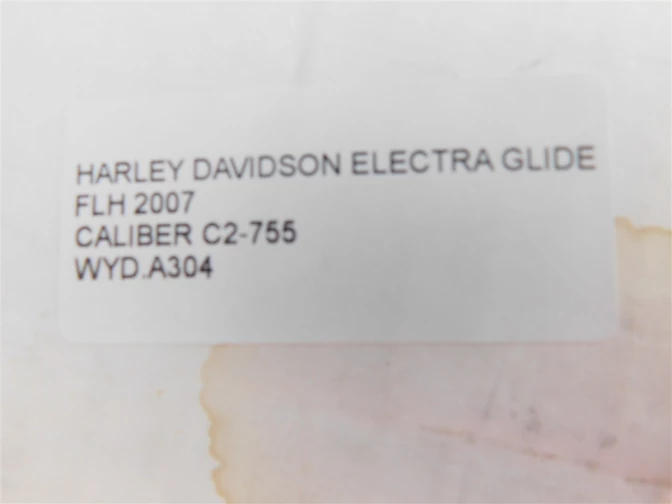 HARLEY DAVIDSON ELECTRA GLIDE
FLH 2007
CALIBER C2-755
WYD.A304